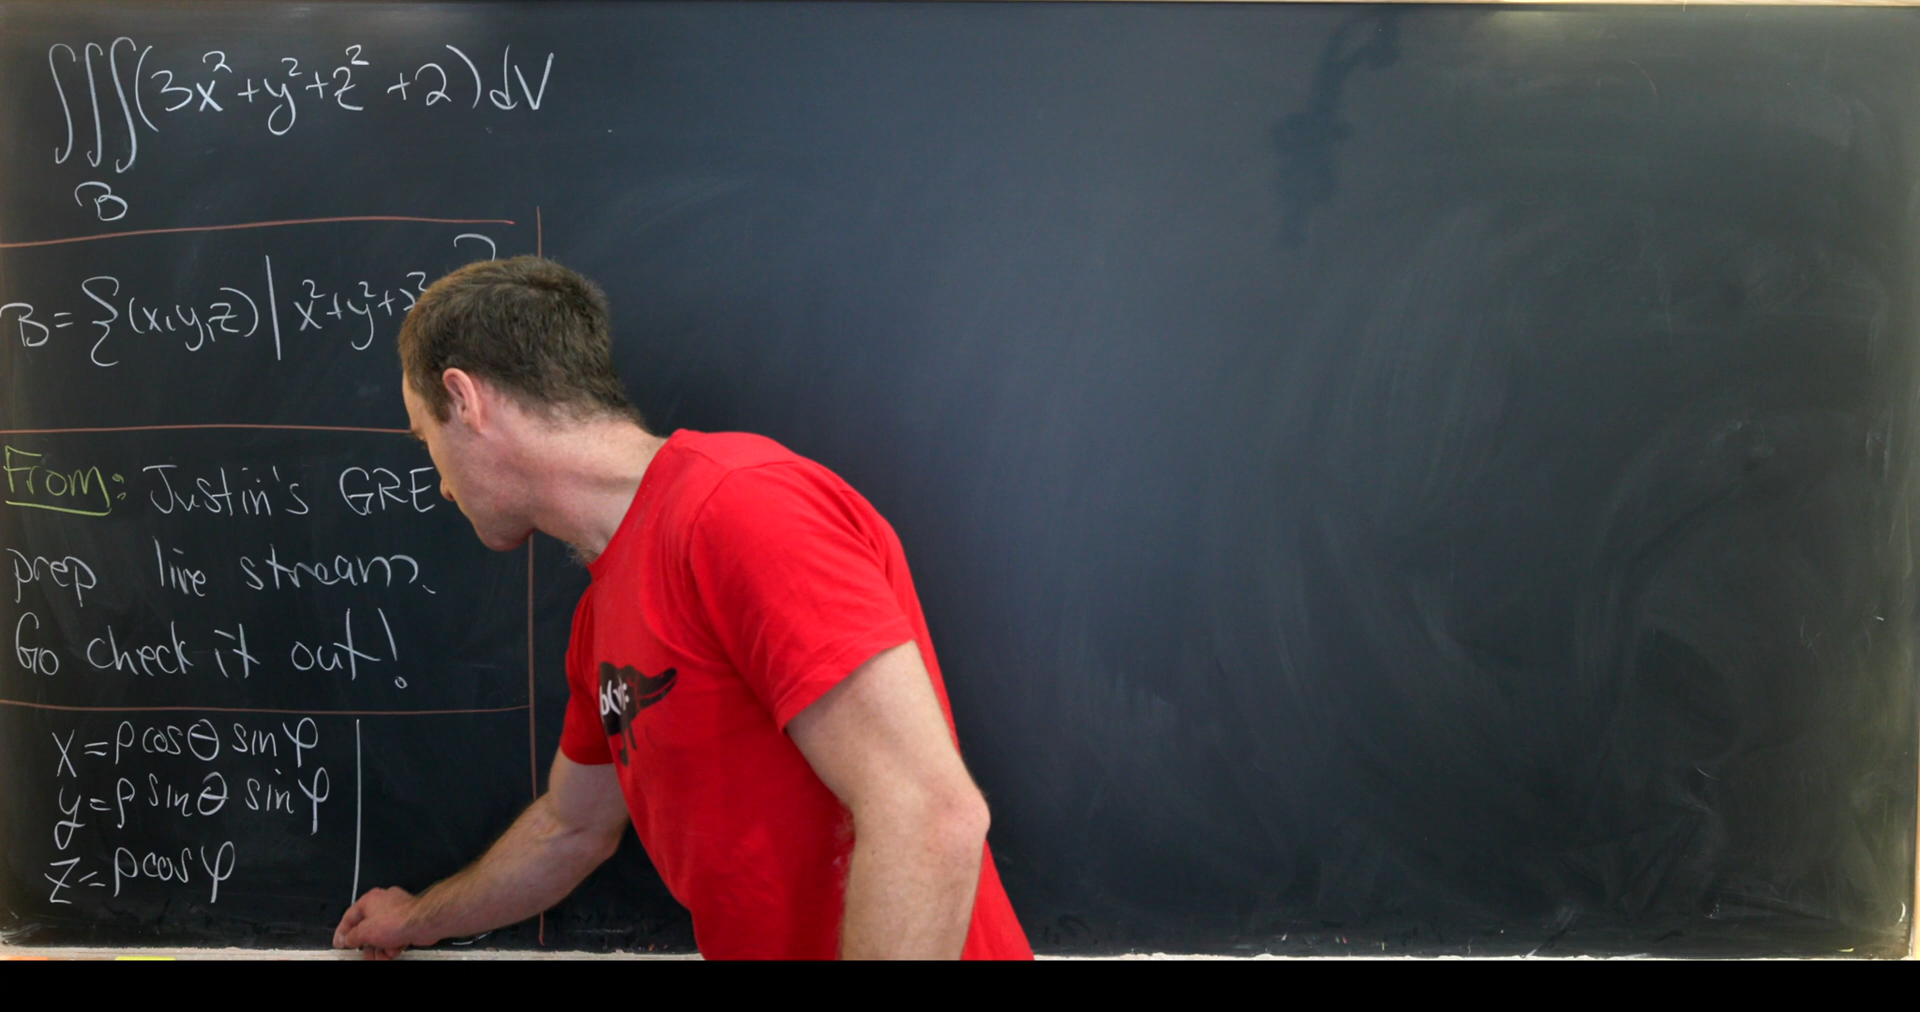 ∭(3x²+y²+z²+2)dV
B
B={(x,y,z)|x²+y²+z²
From: Justin's GRE
prep live stream.
Go check it out!
x=ρcosθ sinφ
y=ρ sinθ sinφ
z=ρcosφ